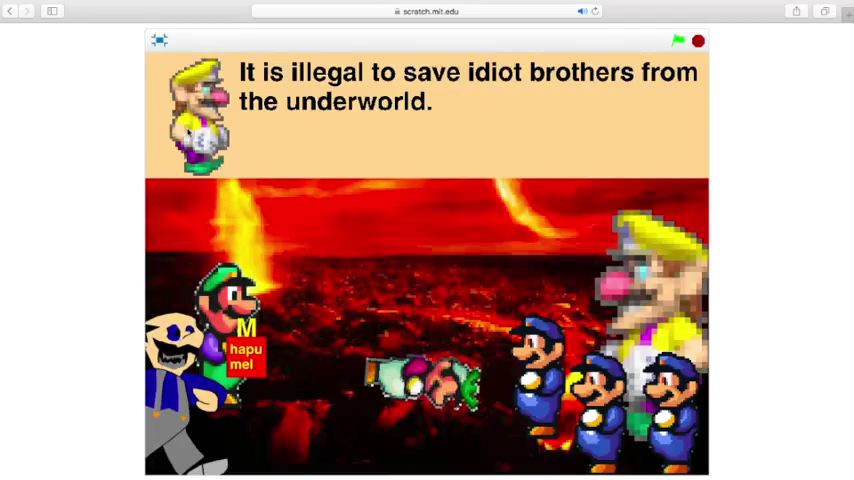 scratch.mit.edu
It is illegal to save idiot brothers from
the underworld.
M
hapu
mel